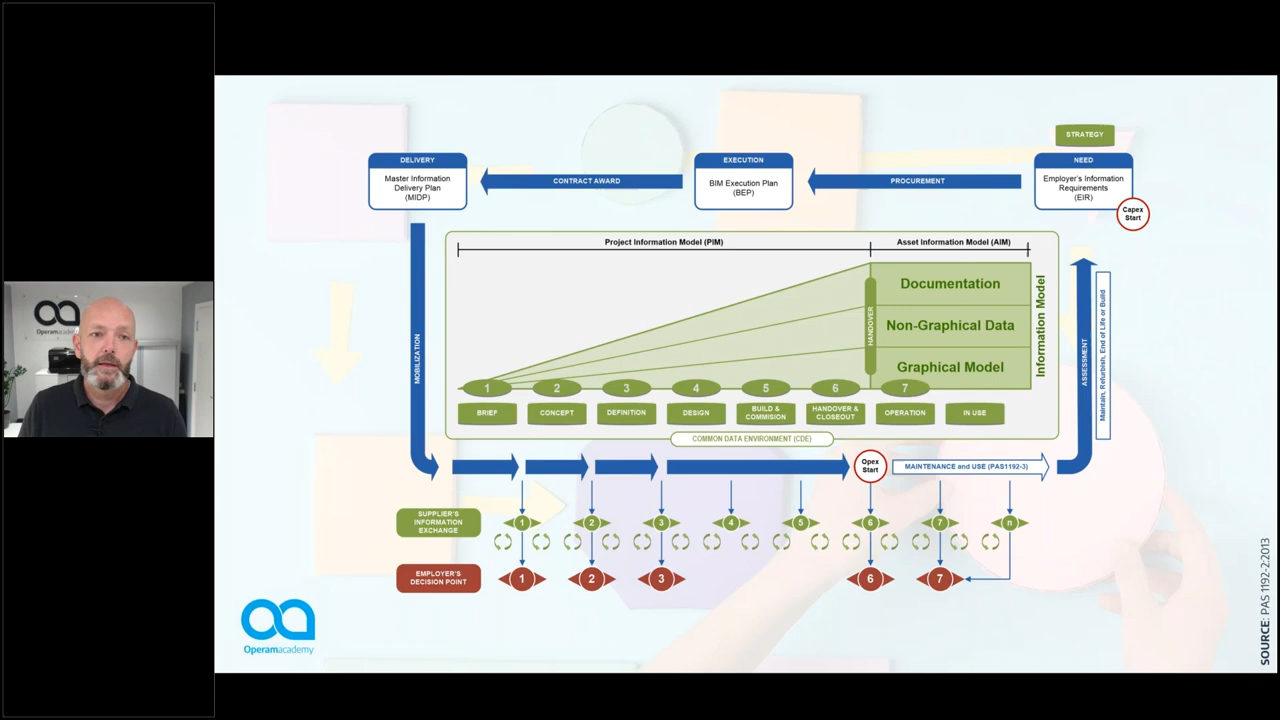 STRATEGY
DELIVERY
Master Information
Delivery Plan
(MIDP)
CONTRACT AWARD
EXECUTION
BIM Execution Plan
(BEP)
PROCUREMENT
NEED
Employer's Information
Requirements
(EIR)
Capex
Start
Project Information Model (PIM)
Asset Information Model (AIM)
MOBILIZATION
HANDOVER
Documentation
Non-Graphical Data
Graphical Model
Information Model
ASSESSMENT
Maintain, Refurbish, End of Life or Build
1 2 3 4 5 6 7
BRIEF
CONCEPT
DEFINITION
DESIGN
BUILD &
COMMISION
HANDOVER &
CLOSEOUT
OPERATION
IN USE
COMMON DATA ENVIRONMENT (CDE)
Opex
Start
MAINTENANCE and USE (PAS1192-3)
SUPPLIER'S
INFORMATION
EXCHANGE
1 2 3 4 5 6 7 n
EMPLOYER'S
DECISION POINT
1 2 3 6 7
Operamacademy
SOURCE: PAS 1192-2:2013
Operamacademy